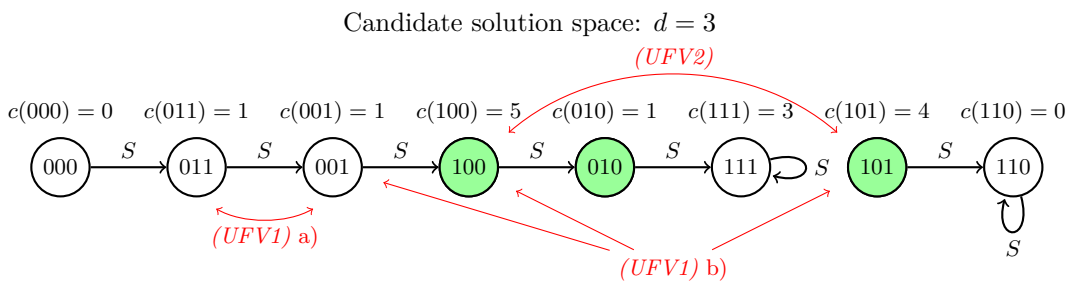 Candidate solution space: d = 3
(UFV2)
c(000) = 0 c(011) = 1 c(001) = 1 c(100) = 5 c(010) = 1 c(111) = 3 c(101) = 4 c(110) = 0
S S S S S S
000 011 001 100 010 111 S 101 110
(UFV1) a)
S
(UFV1) b)